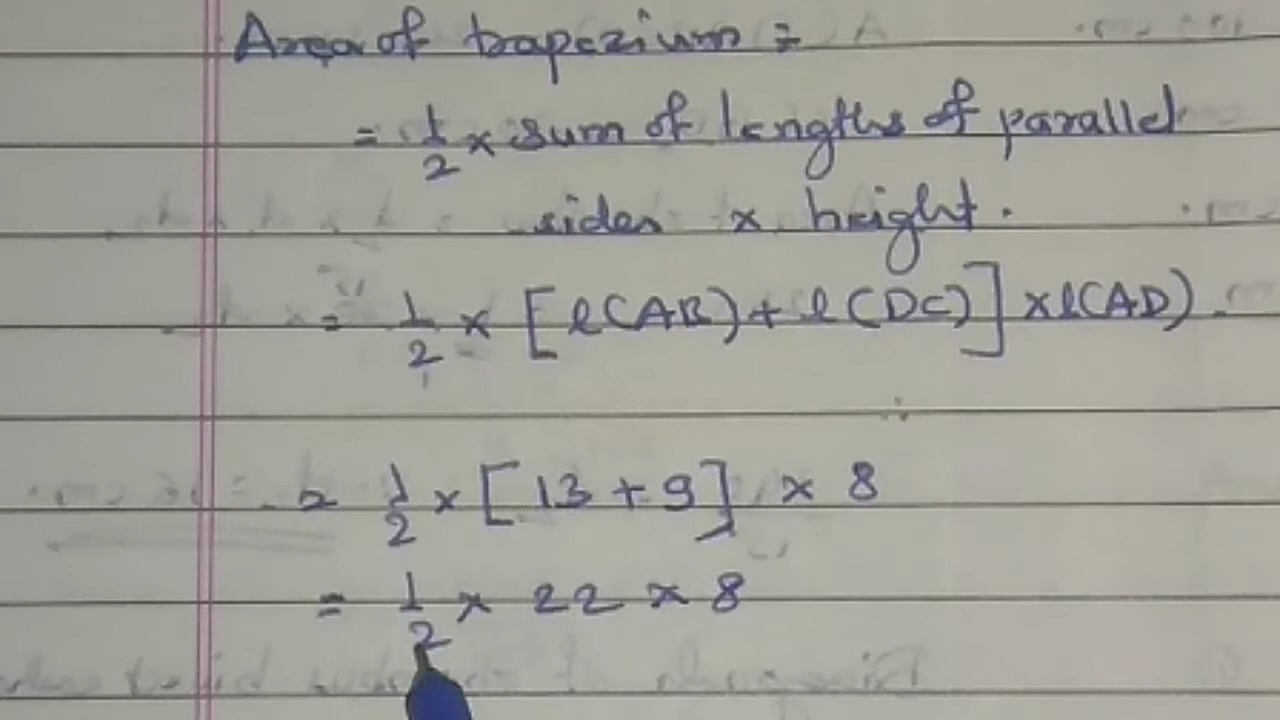 Area of trapezium =
= 1/2 × sum of lengths of parallel
sides × height.
= 1/2 × [l(AB) + l(DC)] × l(AD).
= 1/2 × [13 + 9] × 8
= 1/2 × 22 × 8